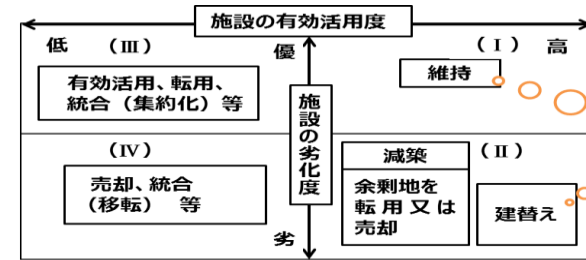 施設の有効活用度
低 (Ⅲ) 優 (Ⅰ) 高
有効活用、転用、
統合（集約化）等
維持
施設の劣化度
(Ⅳ) (Ⅱ)
売却、統合
（移転） 等
減築
余剰地を
転用又は
売却
建替え
劣